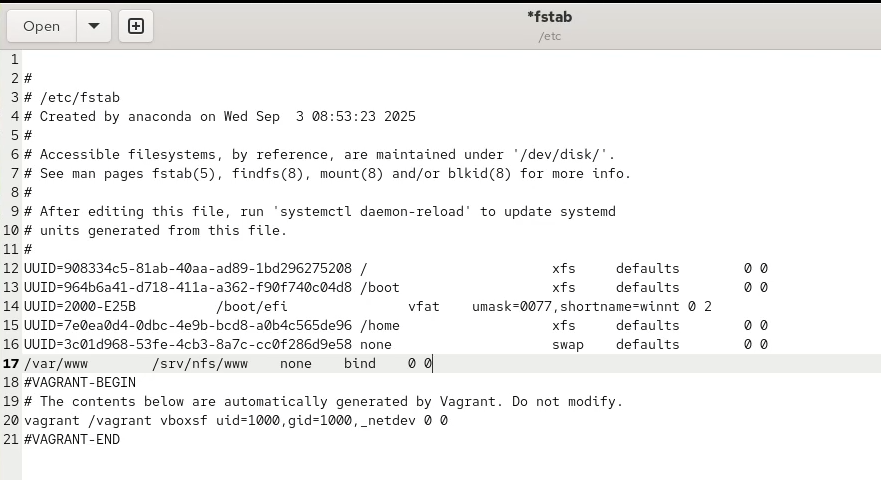 Open
*fstab
/etc
1
2 #
3 # /etc/fstab
4 # Created by anaconda on Wed Sep  3 08:53:23 2025
5 #
6 # Accessible filesystems, by reference, are maintained under '/dev/disk/'.
7 # See man pages fstab(5), findfs(8), mount(8) and/or blkid(8) for more info.
8 #
9 # After editing this file, run 'systemctl daemon-reload' to update systemd
10 # units generated from this file.
11 #
12 UUID=908334c5-81ab-40aa-ad89-1bd296275208 /                       xfs     defaults        0 0
13 UUID=964b6a41-d718-411a-a362-f90f740c04d8 /boot                   xfs     defaults        0 0
14 UUID=2000-E25B          /boot/efi               vfat    umask=0077,shortname=winnt 0 2
15 UUID=7e0ea0d4-0dbc-4e9b-bcd8-a0b4c565de96 /home                   xfs     defaults        0 0
16 UUID=3c01d968-53fe-4cb3-8a7c-cc0f286d9e58 none                    swap    defaults        0 0
17 /var/www        /srv/nfs/www    none    bind    0 0
18 #VAGRANT-BEGIN
19 # The contents below are automatically generated by Vagrant. Do not modify.
20 vagrant /vagrant vboxsf uid=1000,gid=1000,_netdev 0 0
21 #VAGRANT-END